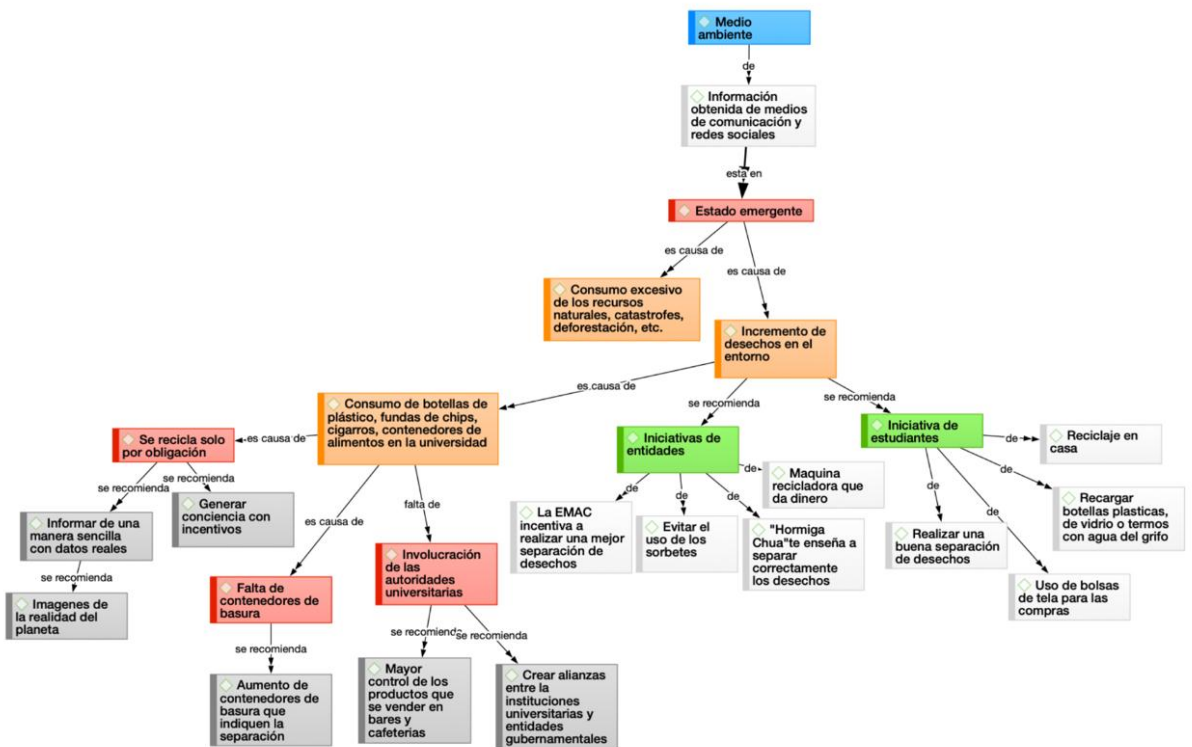 Medio
ambiente
de
Información
obtenida de medios
de comunicación y
redes sociales
esta en
Estado emergente
es causa de
es causa de
Consumo excesivo
de los recursos
naturales, catastrofes,
deforestación, etc.
Incremento de
desechos en el
entorno
es causa de
se recomienda
se recomienda
Consumo de botellas de
plástico, fundas de chips,
cigarros, contenedores de
alimentos en la universidad
Iniciativas de
entidades
Iniciativa de
estudiantes
de
Reciclaje en
casa
es causa de
Se recicla solo
por obligación
se recomienda
se recomienda
Informar de una
manera sencilla
con datos reales
Generar
conciencia con
incentivos
se recomienda
Imagenes de
la realidad del
planeta
es causa de
falta de
Falta de
contenedores de
basura
Involucración
de las
autoridades
universitarias
se recomienda
se recomienda
se recomienda
Aumento de
contenedores de
basura que
indiquen la
separación
Mayor
control de los
productos que
se vender en
bares y
cafeterias
Crear alianzas
entre la
instituciones
universitarias y
entidades
gubernamentales
de
de
de
de
Maquina
recicladora que
da dinero
La EMAC
incentiva a
realizar una mejor
separación de
desechos
Evitar el
uso de los
sorbetes
"Hormiga
Chua"te enseña a
separar
correctamente
los desechos
de
de
de
Recargar
botellas plasticas,
de vidrio o termos
con agua del grifo
Realizar una
buena separación
de desechos
Uso de bolsas
de tela para las
compras